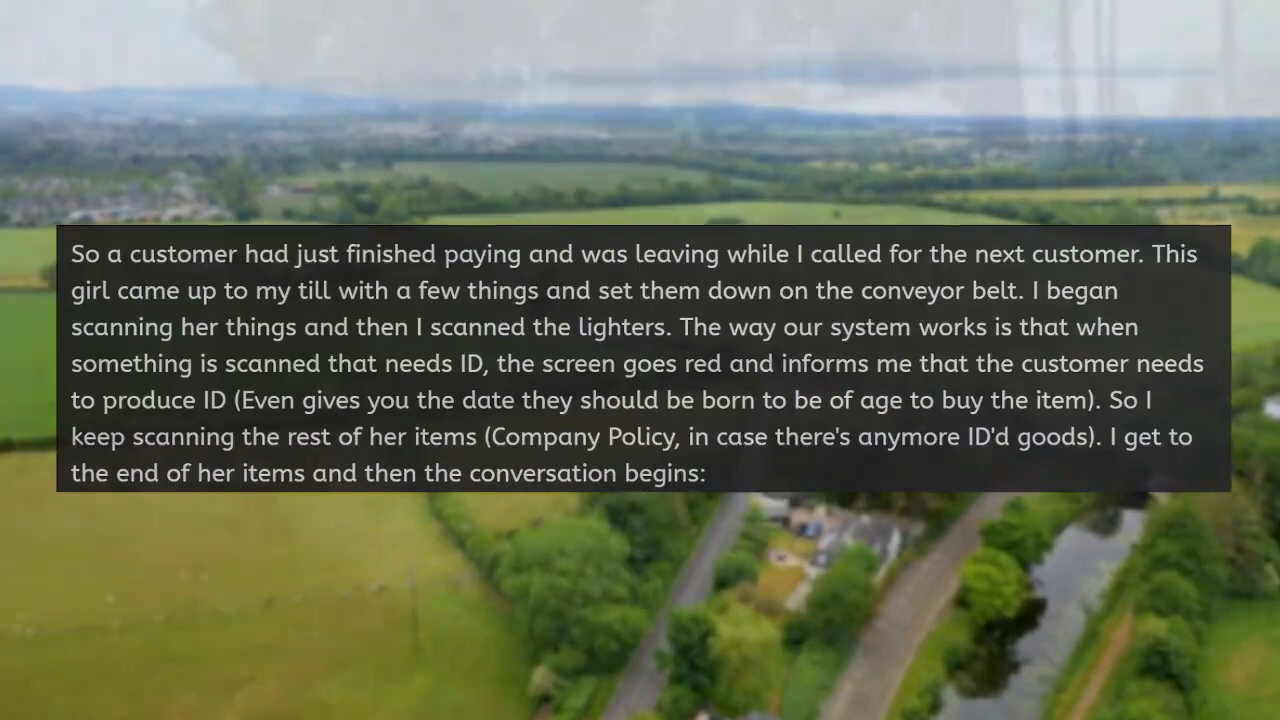 So a customer had just finished paying and was leaving while I called for the next customer. This
girl came up to my till with a few things and set them down on the conveyor belt. I began
scanning her things and then I scanned the lighters. The way our system works is that when
something is scanned that needs ID, the screen goes red and informs me that the customer needs
to produce ID (Even gives you the date they should be born to be of age to buy the item). So I
keep scanning the rest of her items (Company Policy, in case there's anymore ID'd goods). I get to
the end of her items and then the conversation begins: